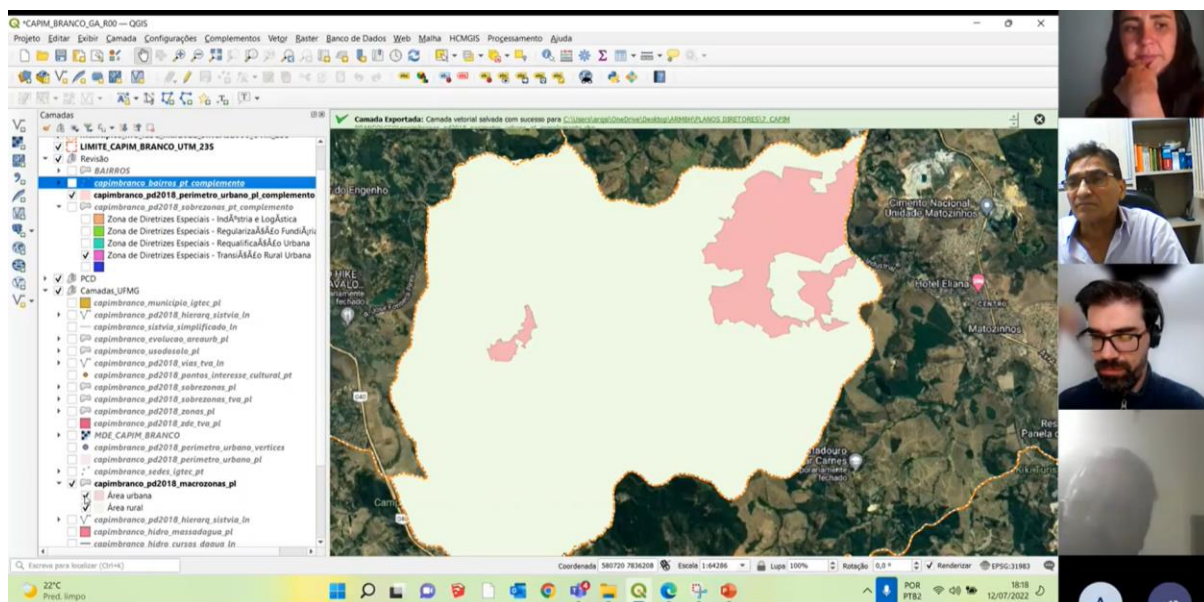 *CAPIM_BRANCO_GA_R00 — QGIS
Projeto Editar Exibir Camada Configurações Complementos Vetor Raster Banco de Dados Web Malha HCMGIS Processamento Ajuda
Camadas
Camada Exportada: Camada vetorial salvada com sucesso para
LIMITE_CAPIM_BRANCO_UTM_23S
Revisão
BAIRROS
capimbranco_bairros_pt_complemento
capimbranco_pd2018_perimetro_urbano_pl_complemento
capimbranco_pd2018_sobrezonas_pt_complemento
Zona de Diretrizes Especiais - IndÃºstria e LogÃ­stica
Zona de Diretrizes Especiais - RegularizaÃ§Ã£o FundiÃ¡ria
Zona de Diretrizes Especiais - RequalificaÃ§Ã£o Urbana
Zona de Diretrizes Especiais - TransiÃ§Ã£o Rural Urbana
PCD
Camadas_UFMG
capimbranco_municipio_igtec_pl
capimbranco_pd2018_hierarq_sistvia_ln
capimbranco_sistvia_simplificado_ln
capimbranco_evolucao_areaurb_pl
capimbranco_usodosolo_pl
capimbranco_pd2018_vias_tva_ln
capimbranco_pd2018_pontos_interesse_cultural_pt
capimbranco_pd2018_sobrezonas_pl
capimbranco_pd2018_sobrezonas_tva_pl
capimbranco_pd2018_zonas_pl
capimbranco_pd2018_zde_tva_pl
MDE_CAPIM_BRANCO
capimbranco_pd2018_perimetro_urbano_vertices
capimbranco_pd2018_perimetro_urbano_pl
capimbranco_sedes_igtec_pt
capimbranco_pd2018_macrozonas_pl
Área urbana
Área rural
capimbranco_pd2018_hierarq_sistvia_ln
capimbranco_hidro_massadagua_pl
capimbranco_hidro_cursos_dagua_ln
do Engenho
fechado
040
Cimento Nacional
Unidade Matozinhos
Hotel Eliana
CENTRO
Matozinhos
Panela
fechado
Escreva para localizar (Ctrl+K)
Coordenada 580720 7836208 Escala 1:64286 Lupa 100% Rotação 0,0 ° Renderizar EPSG:31983
22°C
Pred. limpo
POR
PTB2
18:18
12/07/2022